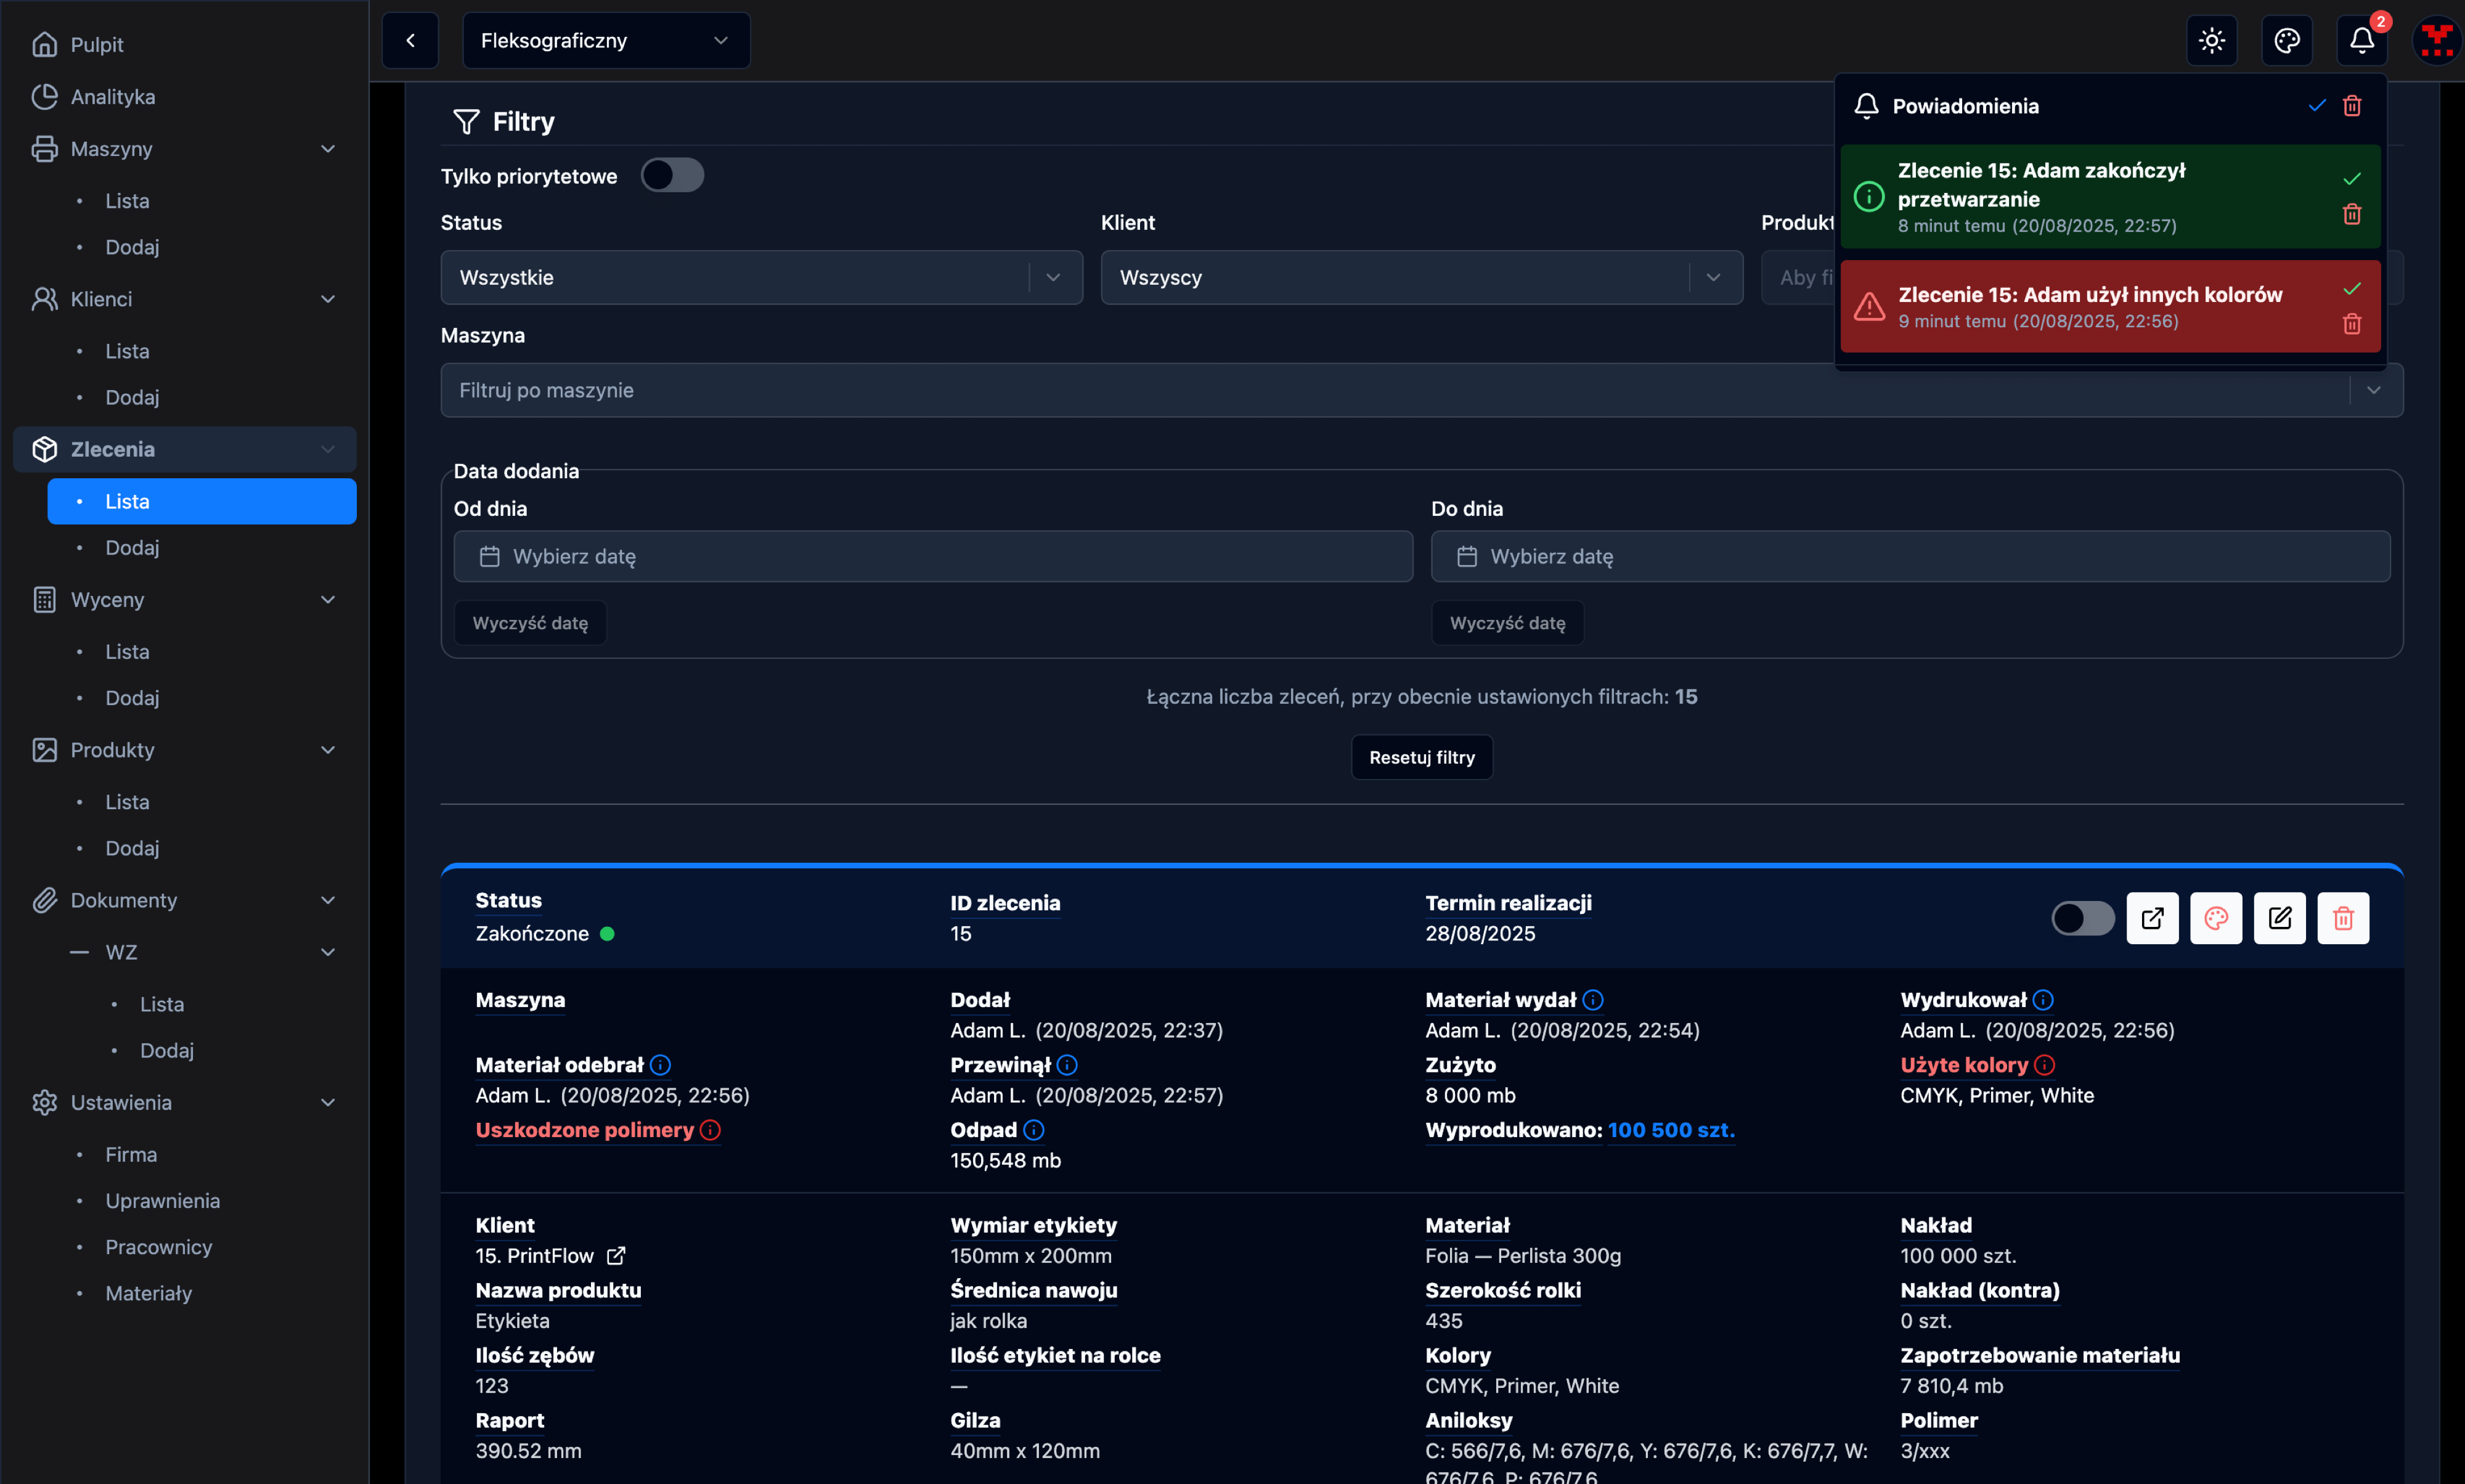 Pulpit
Analityka
Maszyny
Lista
Dodaj
Klienci
Lista
Dodaj
Zlecenia
Lista
Dodaj
Wyceny
Lista
Dodaj
Produkty
Lista
Dodaj
Dokumenty
WZ
Lista
Dodaj
Ustawienia
Firma
Uprawnienia
Pracownicy
Materiały
Fleksograficzny
2
Powiadomienia
Zlecenie 15: Adam zakończył
przetwarzanie
8 minut temu (20/08/2025, 22:57)
Zlecenie 15: Adam użył innych kolorów
9 minut temu (20/08/2025, 22:56)
Filtry
Tylko priorytetowe
Status
Klient
Produkt
Wszystkie
Wszyscy
Aby fi
Maszyna
Filtruj po maszynie
Data dodania
Od dnia
Do dnia
Wybierz datę
Wybierz datę
Wyczyść datę
Wyczyść datę
Łączna liczba zleceń, przy obecnie ustawionych filtrach: 15
Resetuj filtry
Status
Zakończone
ID zlecenia
15
Termin realizacji
28/08/2025
Maszyna
Dodał
Adam L. (20/08/2025, 22:37)
Materiał wydał
Adam L. (20/08/2025, 22:54)
Wydrukował
Adam L. (20/08/2025, 22:56)
Materiał odebrał
Adam L. (20/08/2025, 22:56)
Przewinął
Adam L. (20/08/2025, 22:57)
Zużyto
8 000 mb
Użyte kolory
CMYK, Primer, White
Uszkodzone polimery
Odpad
150,548 mb
Wyprodukowano: 100 500 szt.
Klient
15. PrintFlow
Wymiar etykiety
150mm x 200mm
Materiał
Folia — Perlista 300g
Nakład
100 000 szt.
Nazwa produktu
Etykieta
Średnica nawoju
jak rolka
Szerokość rolki
435
Nakład (kontra)
0 szt.
Ilość zębów
123
Ilość etykiet na rolce
—
Kolory
CMYK, Primer, White
Zapotrzebowanie materiału
7 810,4 mb
Raport
390.52 mm
Gilza
40mm x 120mm
Aniloksy
C: 566/7,6, M: 676/7,6, Y: 676/7,6, K: 676/7,7, W:
676/7,6, P: 676/7,6
Polimer
3/xxx